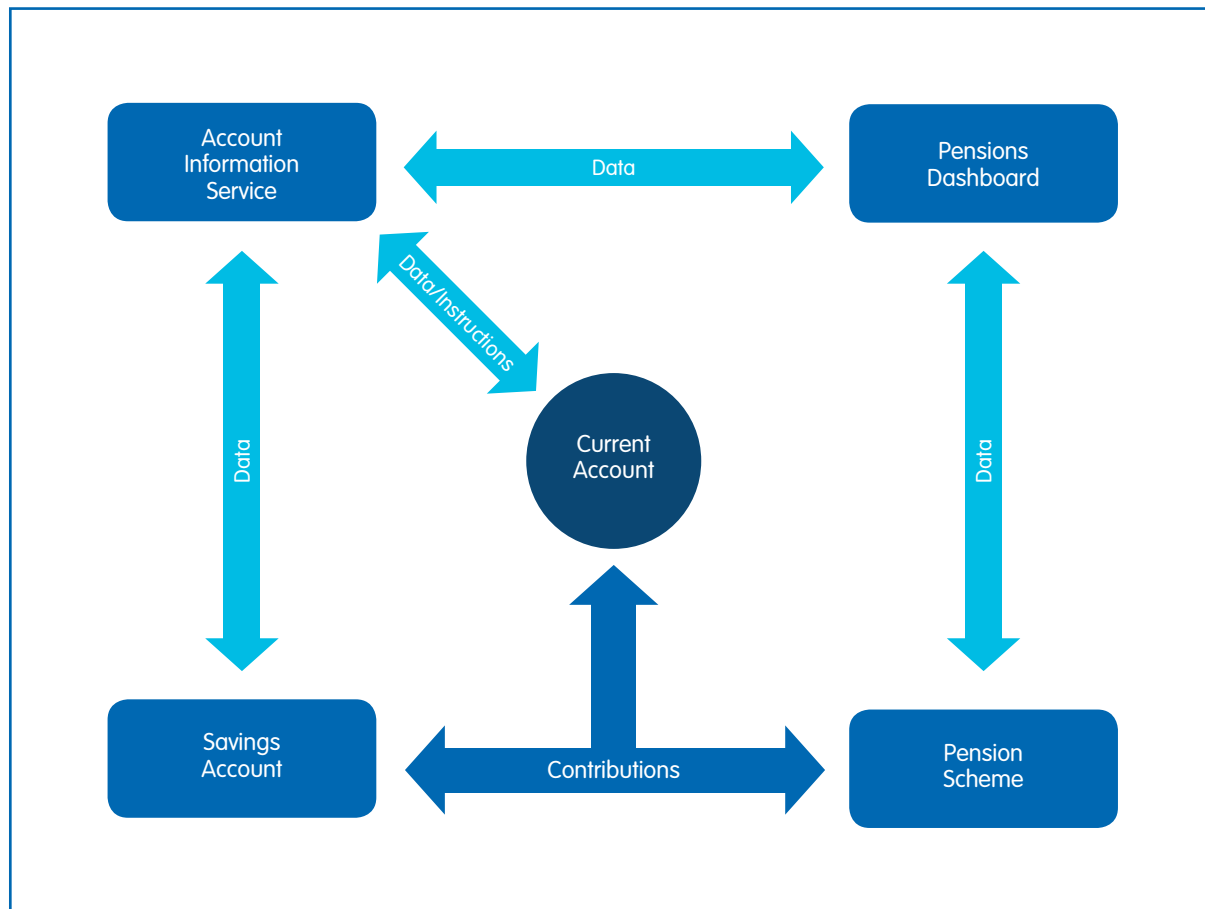 Account
Information
Service
Data
Pensions
Dashboard
Data/Instructions
Data
Current
Account
Data
Savings
Account
Contributions
Pension
Scheme